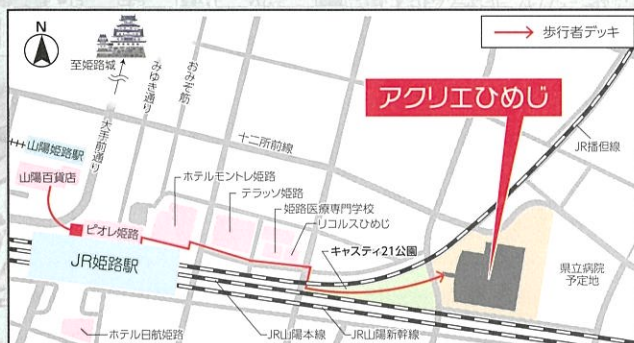 N
至姫路城
みゆき通り
おみぞ筋
大手前通り
歩行者デッキ
アクリエひめじ
山陽姫路駅
山陽百貨店
十二所前線
JR播但線
ホテルモントレ姫路
テラッソ姫路
姫路医療専門学校
リコルスひめじ
ピオレ姫路
キャスティ21公園
JR姫路駅
県立病院
予定地
ホテル日航姫路
JR山陽本線
JR山陽新幹線